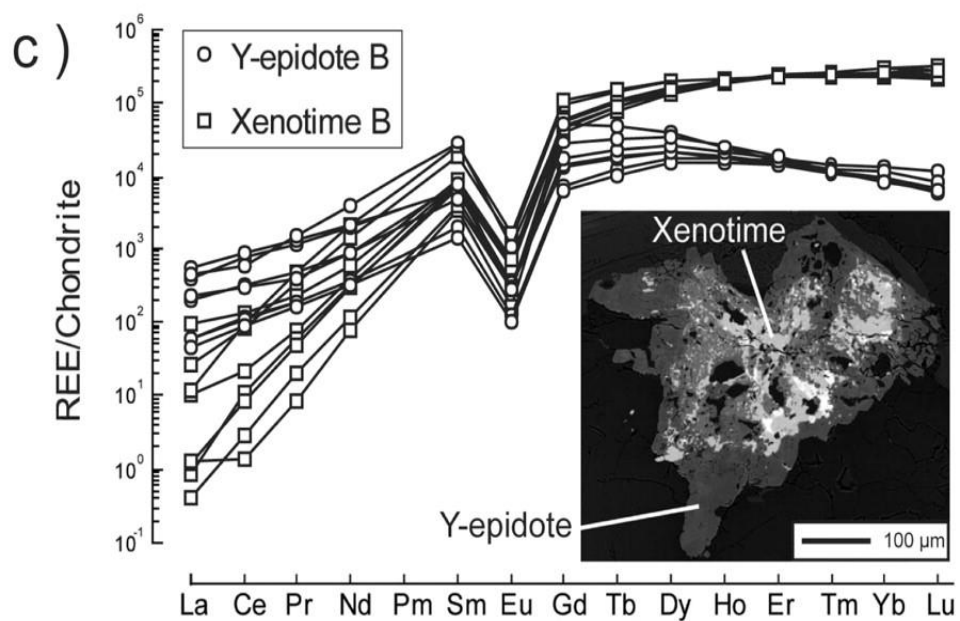 c )
Y-epidote B
Xenotime B
REE/Chondrite
10^6
10^5
10^4
10^3
10^2
10^1
10^0
10^-1
Xenotime
Y-epidote
100 μm
La Ce Pr Nd Pm Sm Eu Gd Tb Dy Ho Er Tm Yb Lu